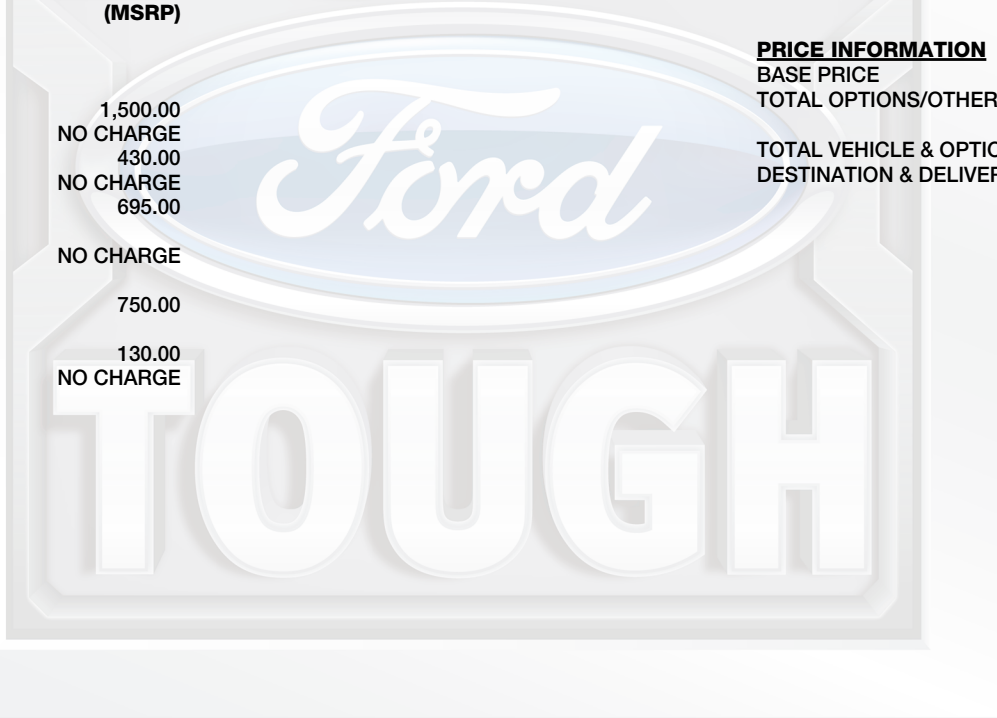 (MSRP)
1,500.00
NO CHARGE
430.00
NO CHARGE
695.00
NO CHARGE
750.00
130.00
NO CHARGE
PRICE INFORMATION
BASE PRICE
TOTAL OPTIONS/OTHER
TOTAL VEHICLE & OPTIO
DESTINATION & DELIVER
Ford
TOUGH